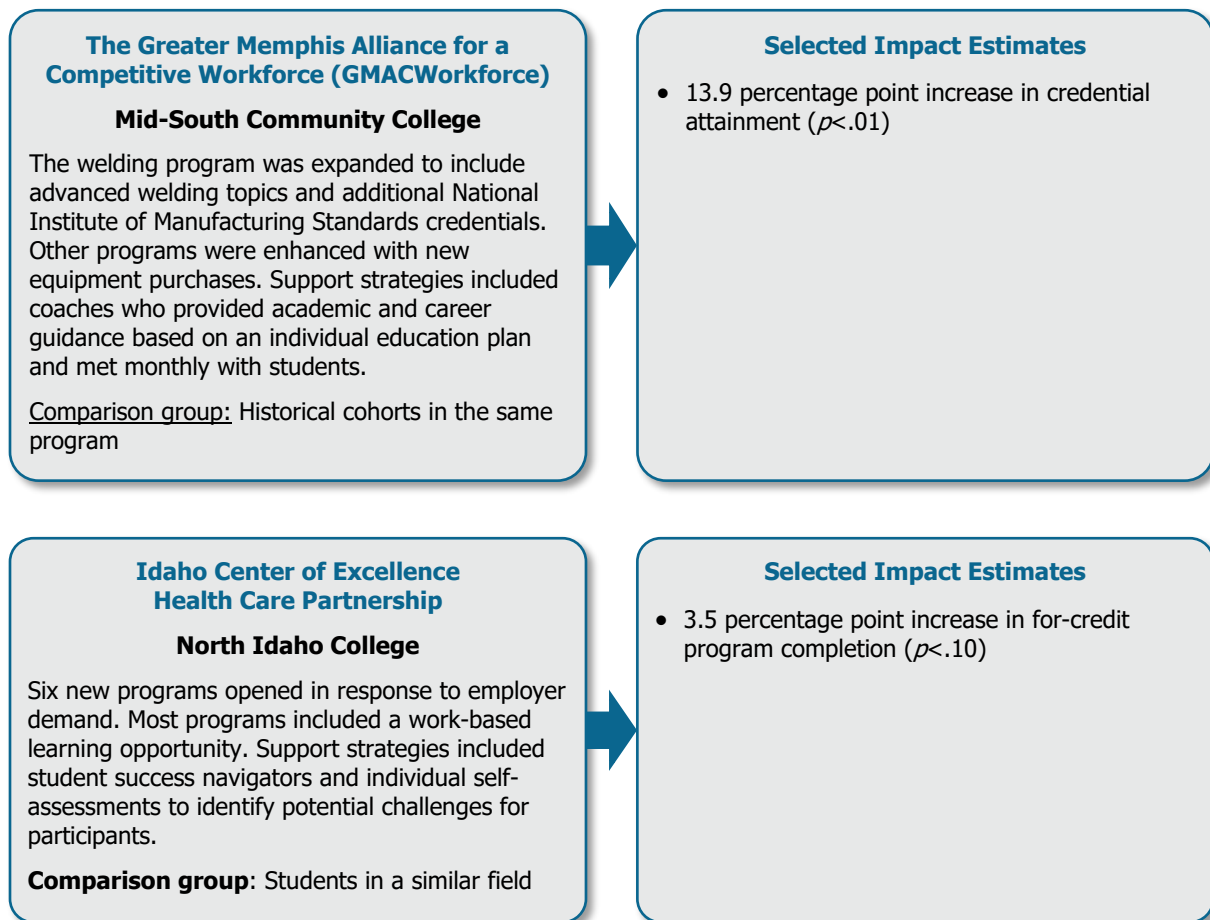 The Greater Memphis Alliance for a
Competitive Workforce (GMACWorkforce)
Mid-South Community College
The welding program was expanded to include
advanced welding topics and additional National
Institute of Manufacturing Standards credentials.
Other programs were enhanced with new
equipment purchases. Support strategies included
coaches who provided academic and career
guidance based on an individual education plan
and met monthly with students.
Comparison group: Historical cohorts in the same
program
Selected Impact Estimates
• 13.9 percentage point increase in credential
attainment (p<.01)
Idaho Center of Excellence
Health Care Partnership
North Idaho College
Six new programs opened in response to employer
demand. Most programs included a work-based
learning opportunity. Support strategies included
student success navigators and individual self-
assessments to identify potential challenges for
participants.
Comparison group: Students in a similar field
Selected Impact Estimates
• 3.5 percentage point increase in for-credit
program completion (p<.10)